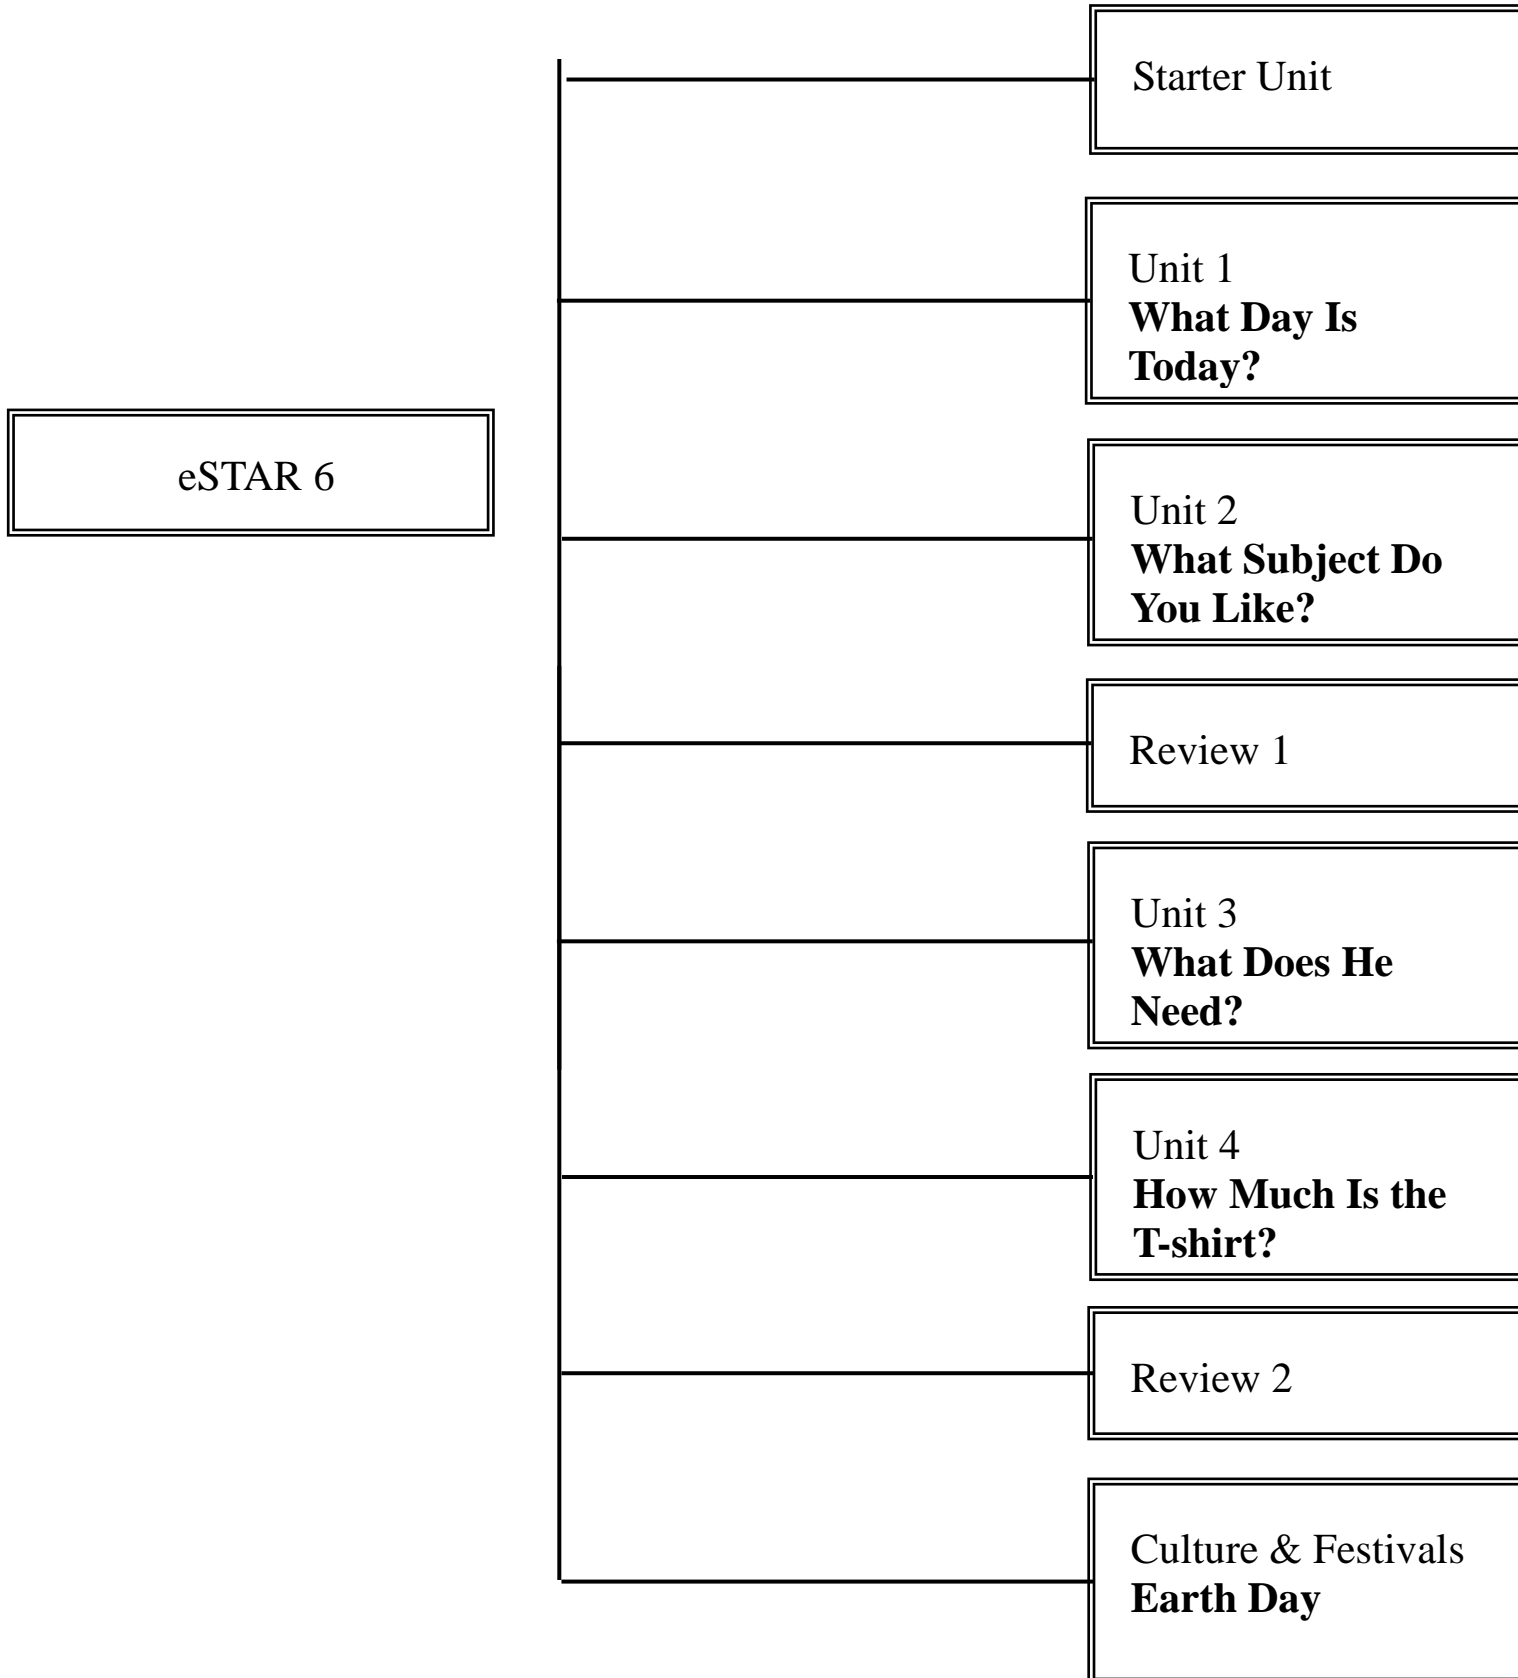 eSTAR 6
Starter Unit
Unit 1
What Day Is
Today?
Unit 2
What Subject Do
You Like?
Review 1
Unit 3
What Does He
Need?
Unit 4
How Much Is the
T-shirt?
Review 2
Culture & Festivals
Earth Day